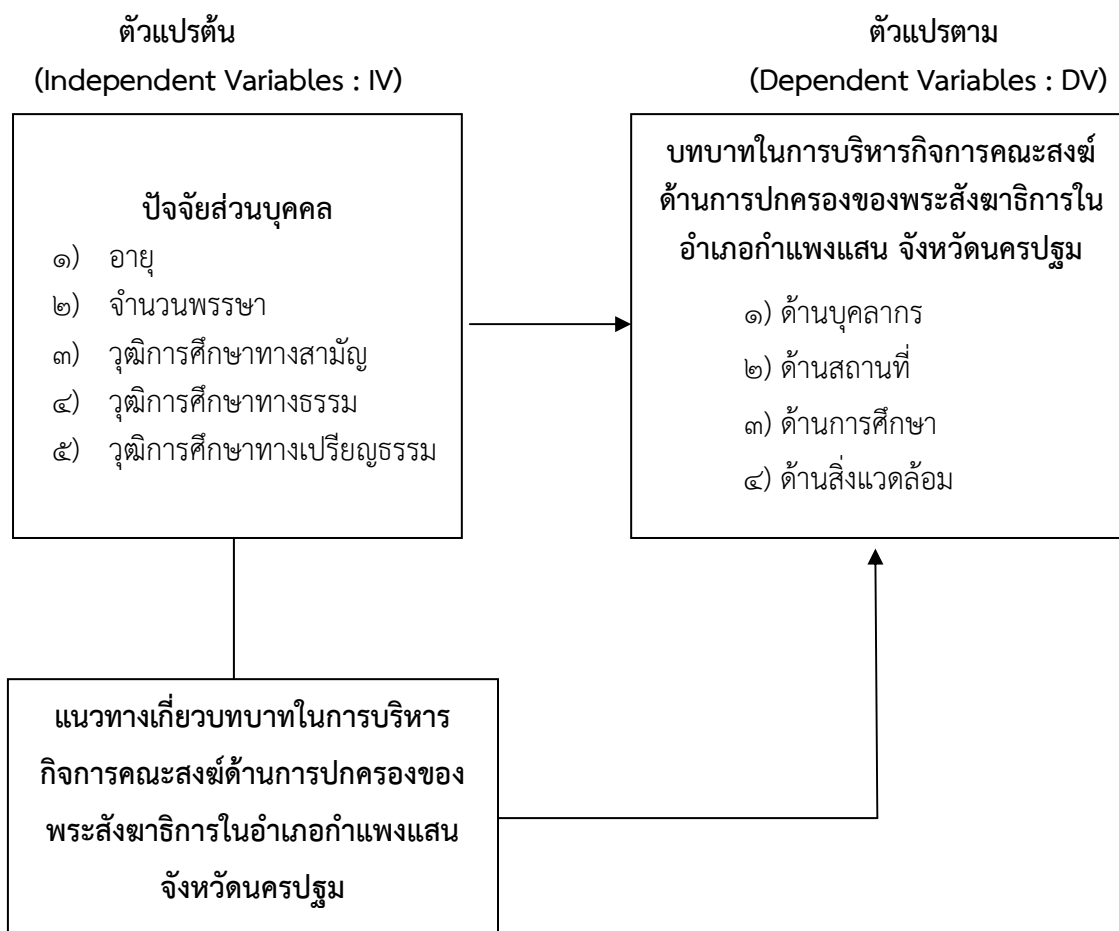 ตัวแปรต้น
(Independent Variables : IV)
ปัจจัยส่วนบุคคล
๑) อายุ
๒) จำนวนพรรษา
๓) วุฒิการศึกษาทางสามัญ
๔) วุฒิการศึกษาทางธรรม
๕) วุฒิการศึกษาทางเปรียญธรรม
ตัวแปรตาม
(Dependent Variables : DV)
บทบาทในการบริหารกิจการคณะสงฆ์
ด้านการปกครองของพระสังฆาธิการใน
อำเภอกำแพงแสน จังหวัดนครปฐม
๑) ด้านบุคลากร
๒) ด้านสถานที่
๓) ด้านการศึกษา
๔) ด้านสิ่งแวดล้อม
แนวทางเกี่ยวบทบาทในการบริหาร
กิจการคณะสงฆ์ด้านการปกครองของ
พระสังฆาธิการในอำเภอกำแพงแสน
จังหวัดนครปฐม